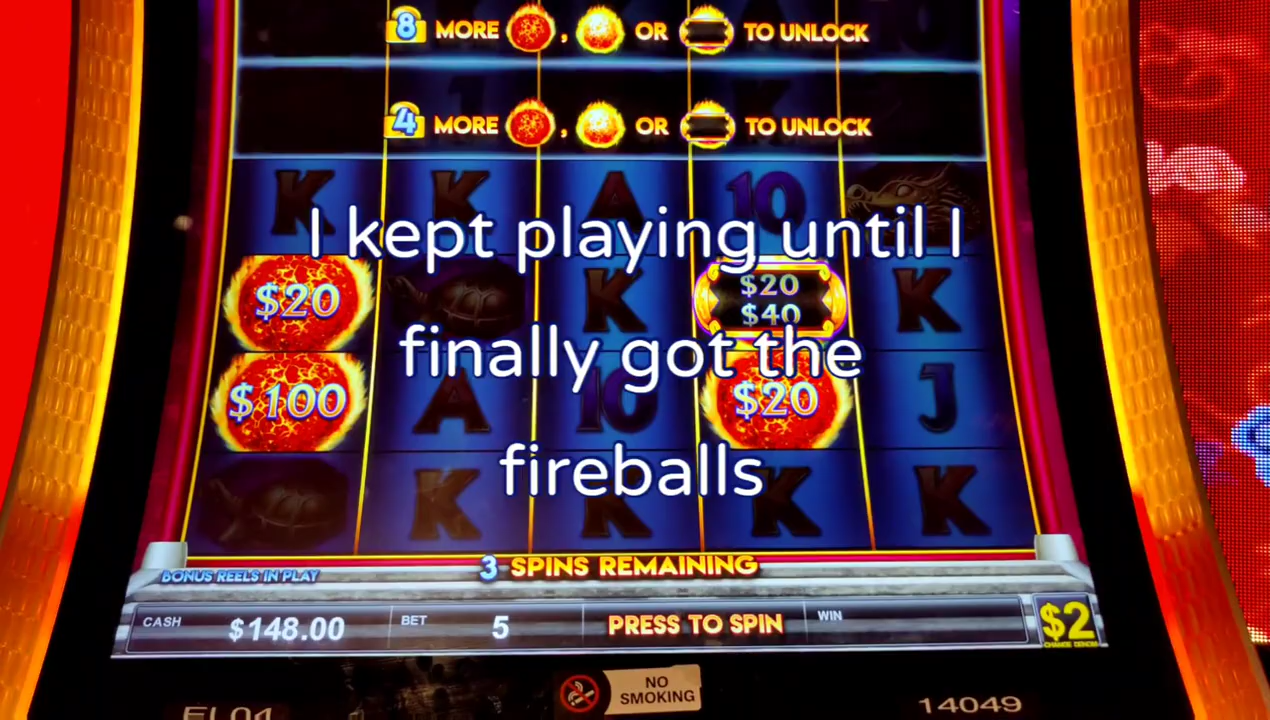 8 MORE , OR TO UNLOCK
4 MORE , OR TO UNLOCK
K K A 10
I kept playing until I
$20 K $20 K
$40
finally got the
$100 A 10 $20 J
fireballs
K K K K
3 SPINS REMAINING
BONUS REELS IN PLAY
CASH $148.00 BET 5 PRESS TO SPIN WIN $2
CHANGE DENOM
NO
SMOKING
14049